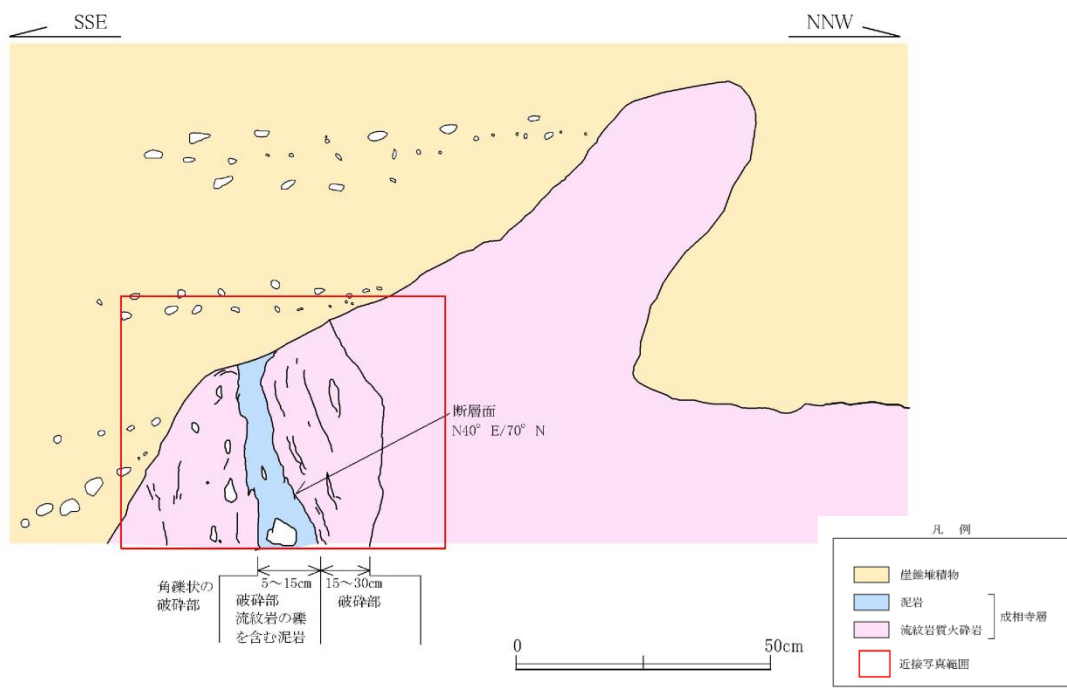 SSE
NNW
断層面
N40°E/70°N
角礫状の
破砕部
5～15cm
破砕部
流紋岩の礫
を含む泥岩
15～30cm
破砕部
0
50cm
凡 例
崖錐堆積物
泥岩
流紋岩質火砕岩
成相寺層
近接写真範囲